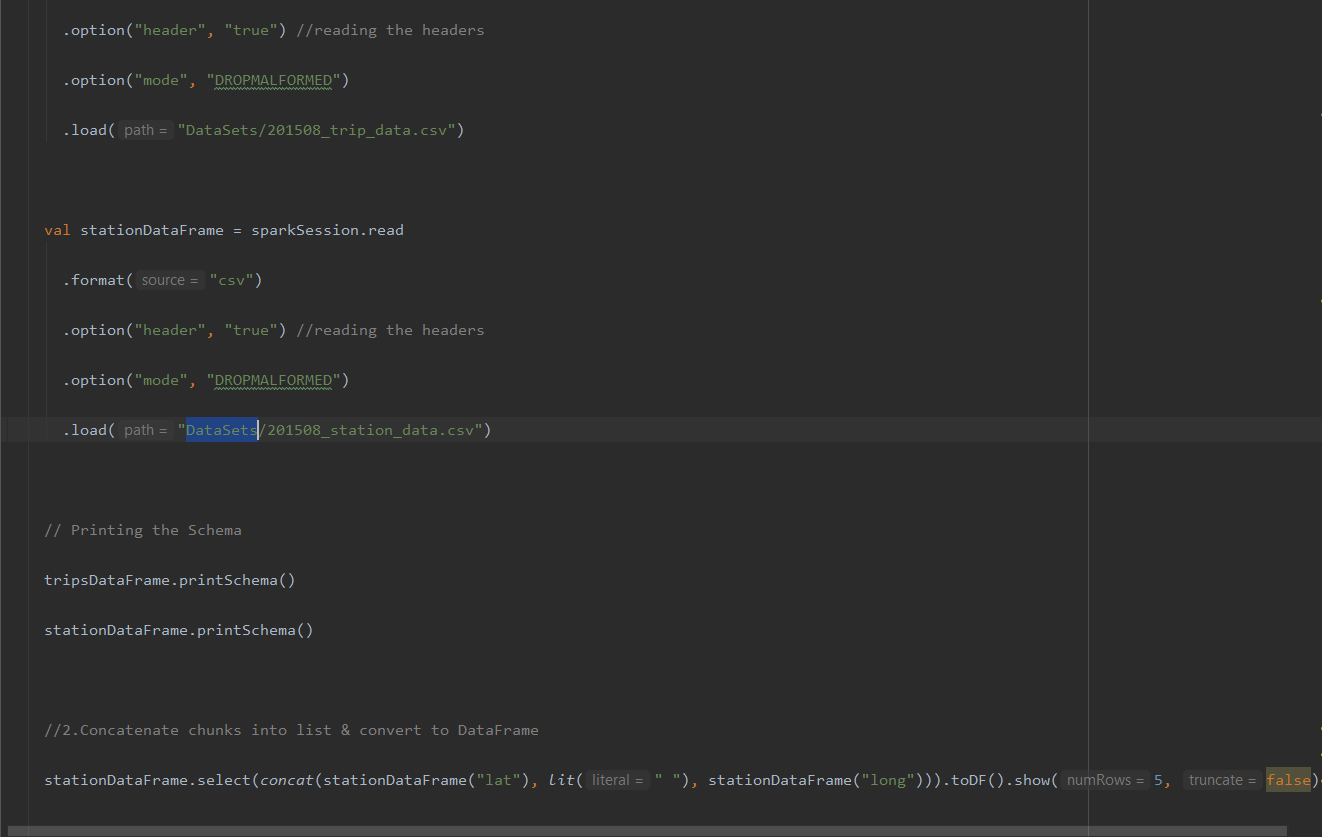 .option("header", "true") //reading the headers
.option("mode", "DROPMALFORMED")
.load( path = "DataSets/201508_trip_data.csv")
val stationDataFrame = sparkSession.read
.format( source = "csv")
.option("header", "true") //reading the headers
.option("mode", "DROPMALFORMED")
.load( path = "DataSets/201508_station_data.csv")
// Printing the Schema
tripsDataFrame.printSchema()
stationDataFrame.printSchema()
//2.Concatenate chunks into list & convert to DataFrame
stationDataFrame.select(concat(stationDataFrame("lat"), lit( literal = " "), stationDataFrame("long"))).toDF().show( numRows = 5, truncate = false)